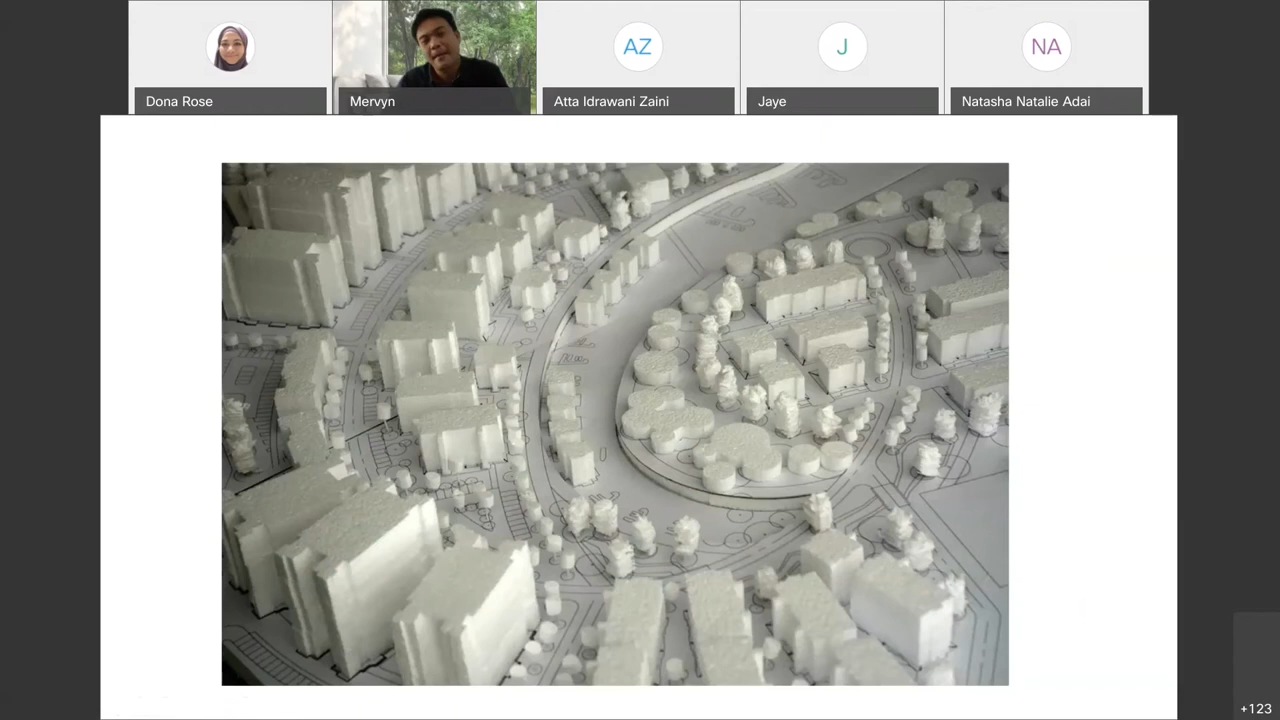 AZ
J
NA
Dona Rose
Mervyn
Atta Idrawani Zaini
Jaye
Natasha Natalie Adai
+123